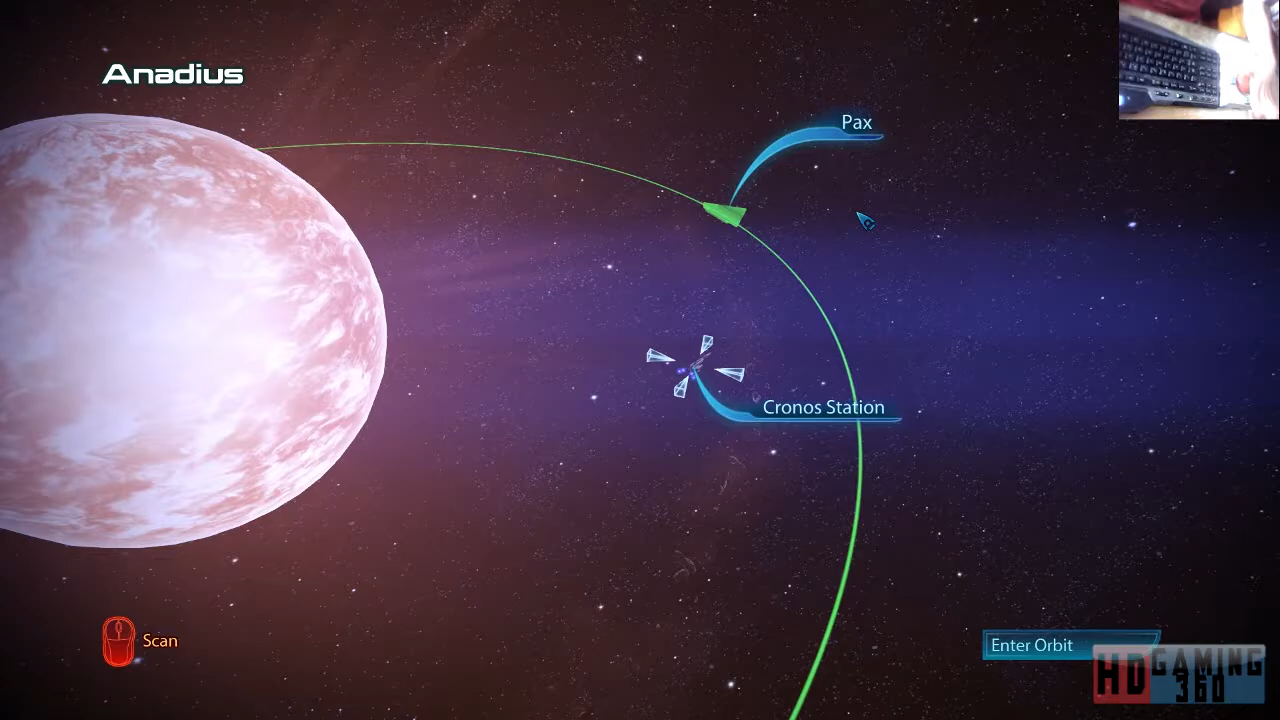 Anadius
Pax
Cronos Station
Scan
Enter Orbit
HD GAMING
360